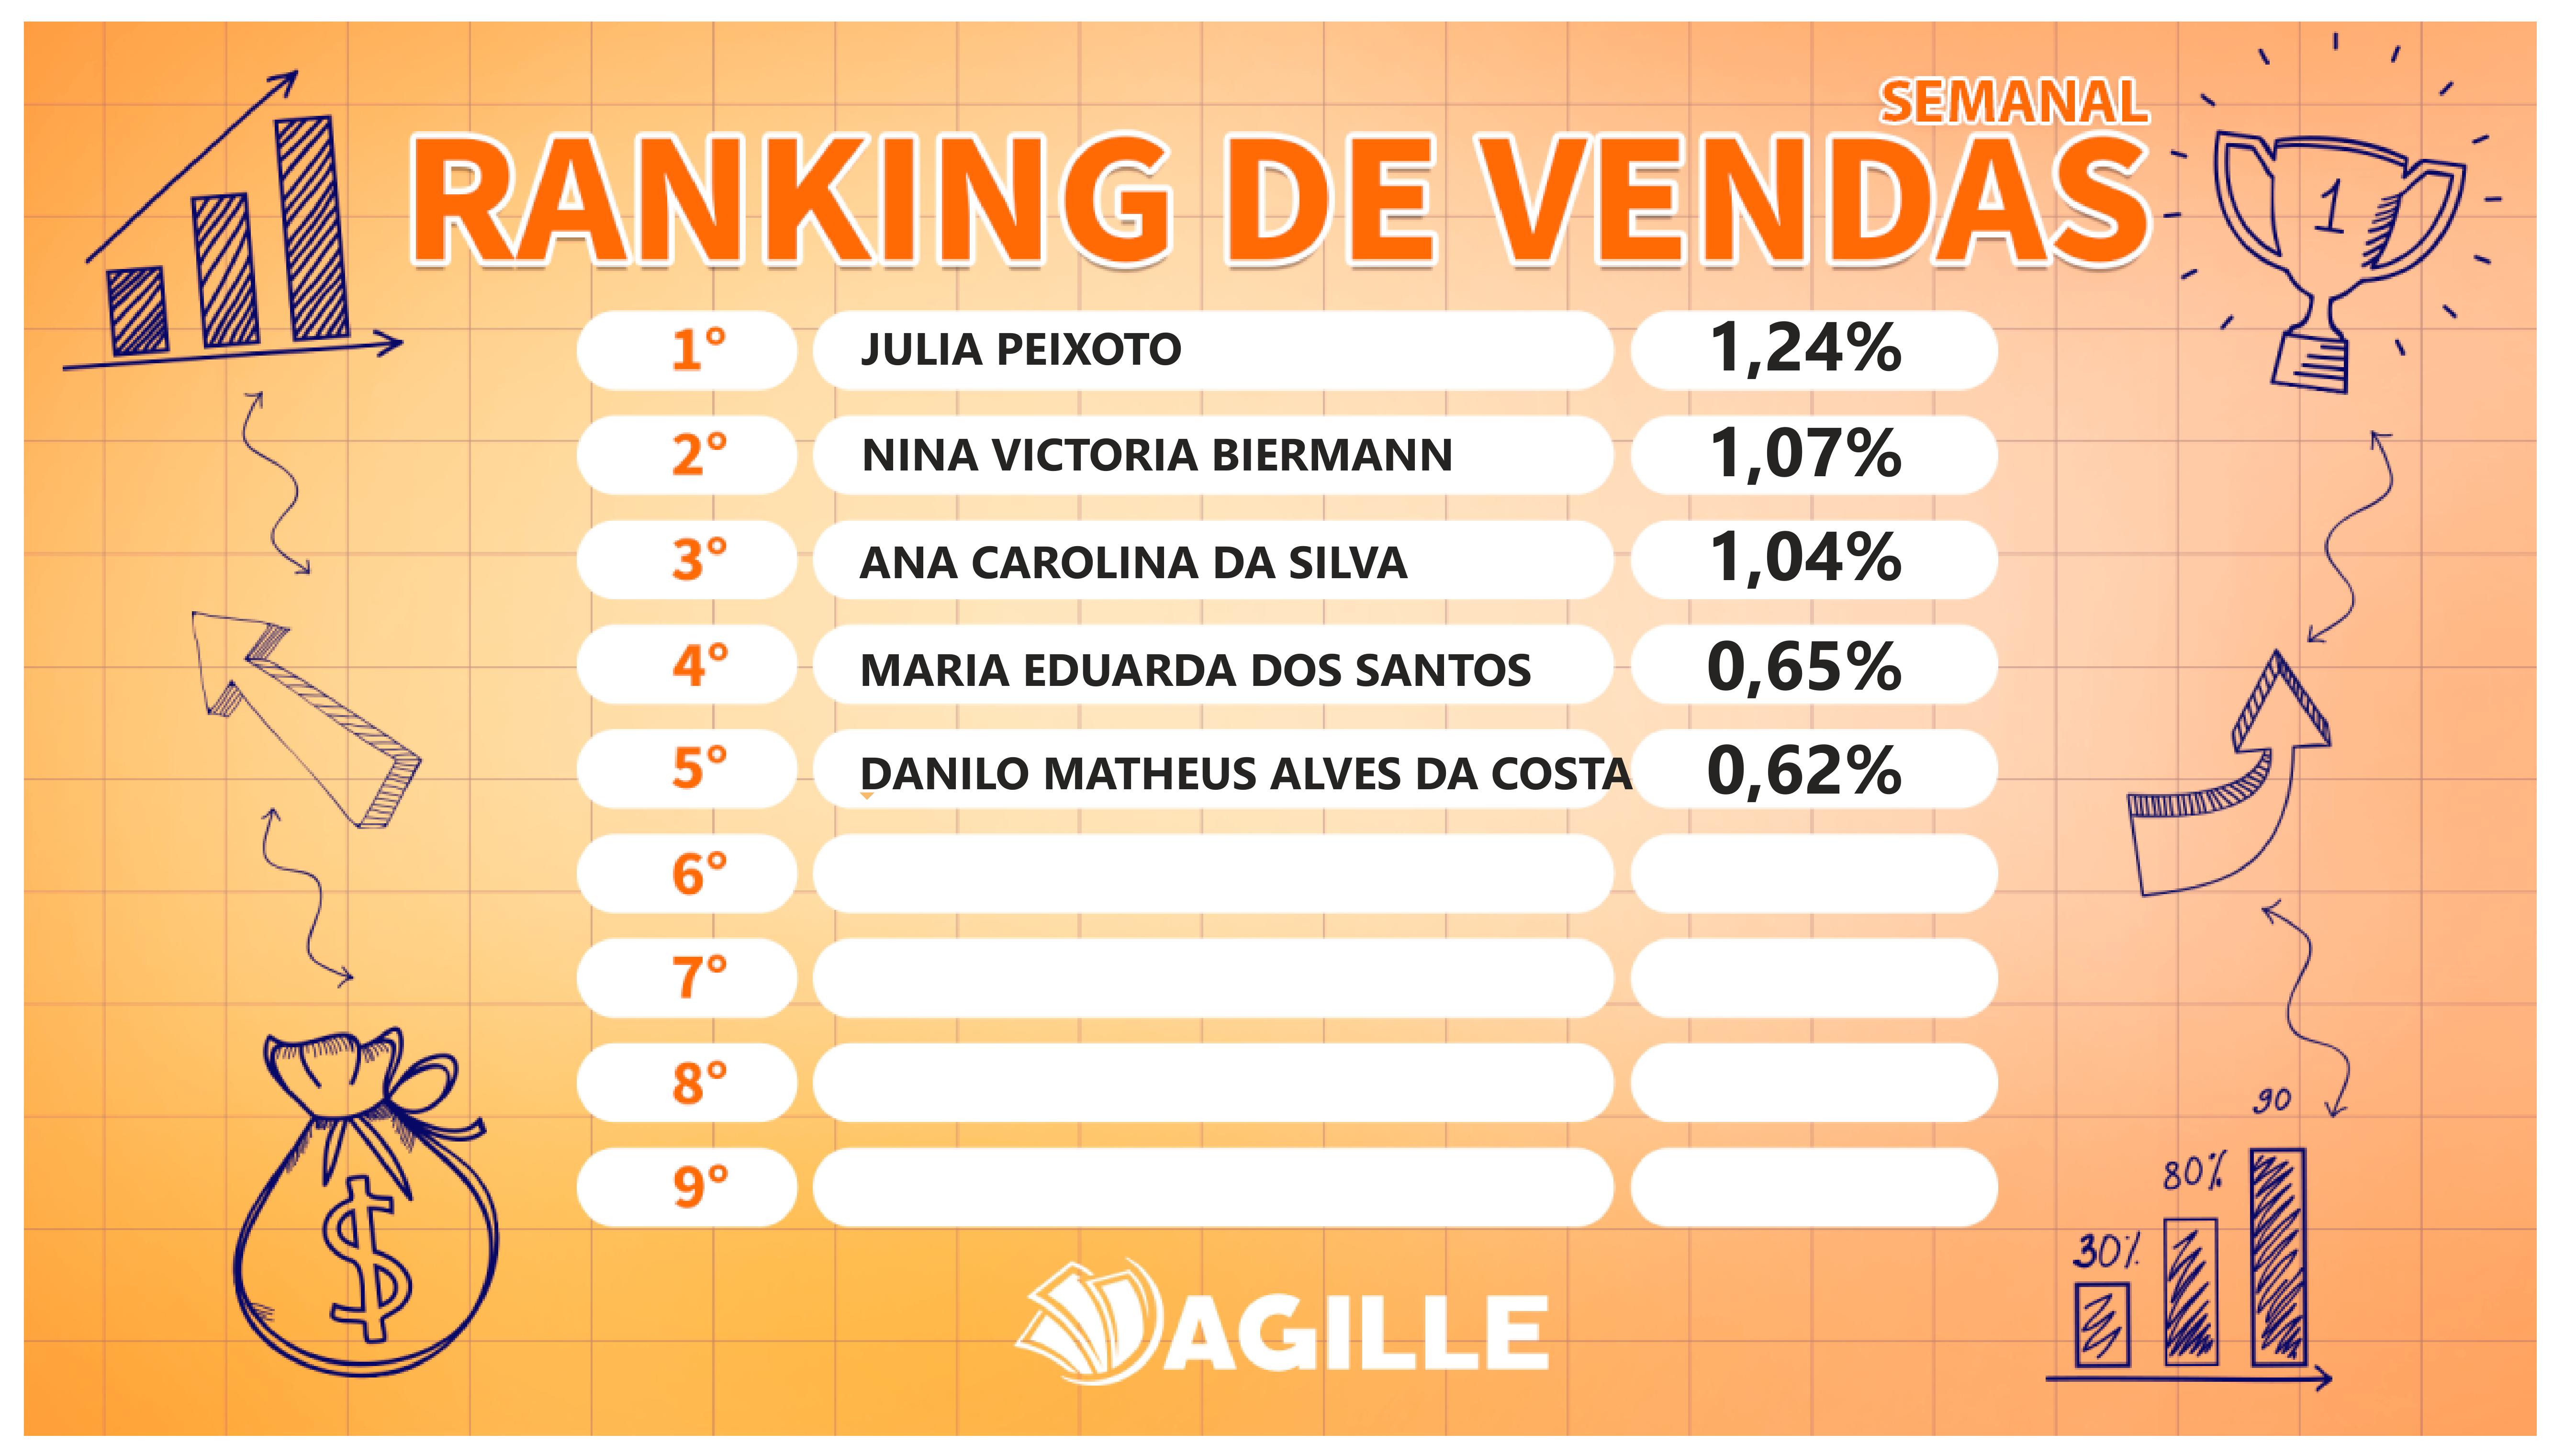 SEMANAL
RANKING DE VENDAS
1
1° JULIA PEIXOTO 1,24%
2° NINA VICTORIA BIERMANN 1,07%
3° ANA CAROLINA DA SILVA 1,04%
4° MARIA EDUARDA DOS SANTOS 0,65%
5° DANILO MATHEUS ALVES DA COSTA 0,62%
6°
7°
8°
9°
90
80%
30%
$
AGILLE